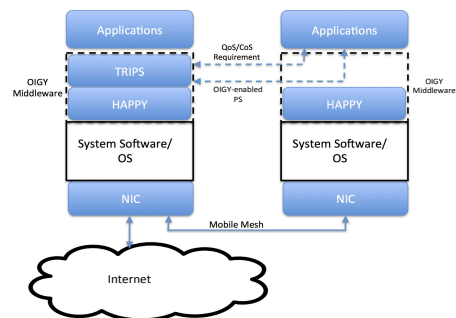 Applications
Applications
QoS/CoS
Requirement
TRIPS
OIGY
Middleware
OIGY
Middleware
OIGY-enabled
PS
HAPPY
HAPPY
System Software/
OS
System Software/
OS
NIC
NIC
Mobile Mesh
Internet